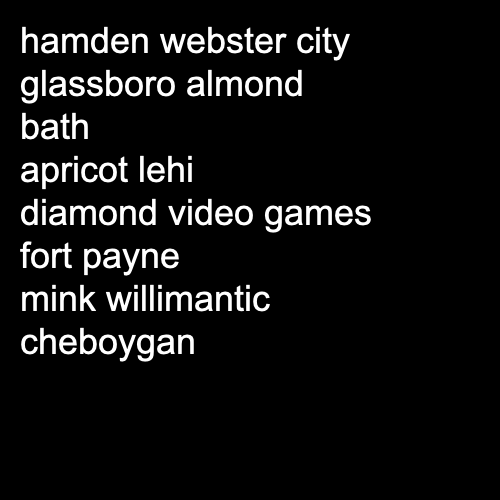 hamden webster city
glassboro almond
bath
apricot lehi
diamond video games
fort payne
mink willimantic
cheboygan